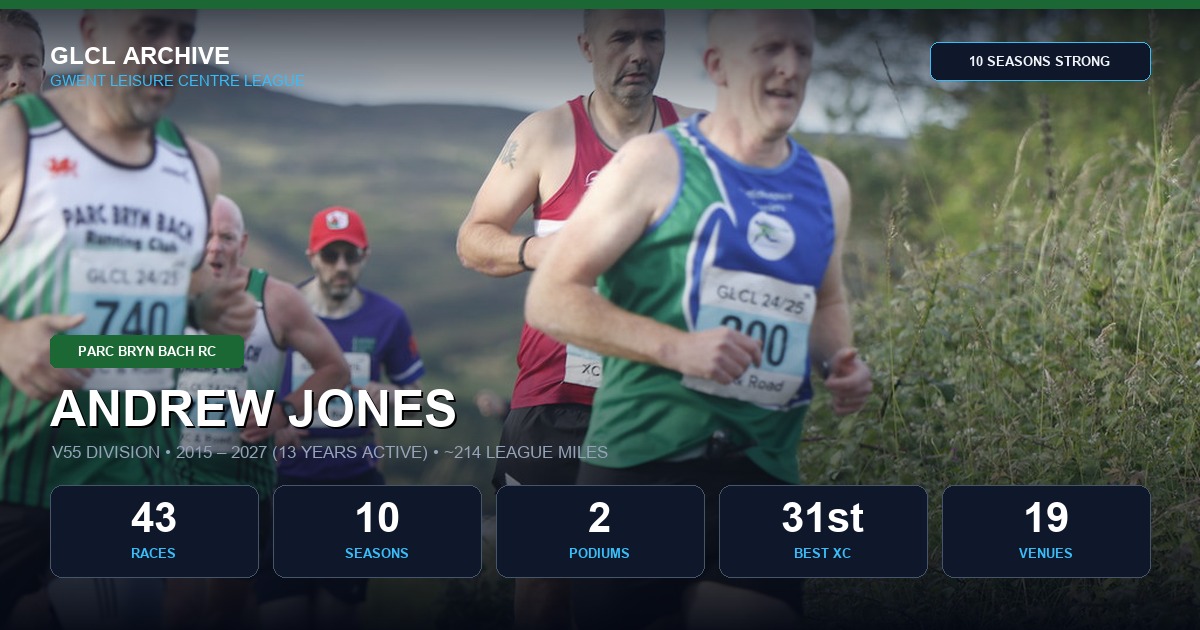 GLCL ARCHIVE
GWENT LEISURE CENTRE LEAGUE
10 SEASONS STRONG
PARC BRYN BACH
Running Club
GLCL 24/25
740
GLCL 24/25
& Road
XC
PARC BRYN BACH RC
ANDREW JONES
V55 DIVISION • 2015 – 2027 (13 YEARS ACTIVE) • ~214 LEAGUE MILES
43
RACES
10
SEASONS
2
PODIUMS
31st
BEST XC
19
VENUES